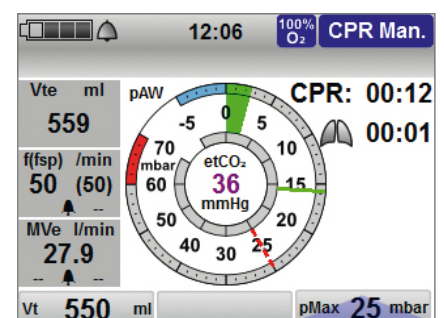 12:06 100% O₂ CPR Man.
Vte ml
559
f(fsp) /min
50 (50)
--
MVe l/min
27.9
-- --
pAW
-5 0 5
10
15
20
25
30
40
50
60
70
mbar
etCO₂
36
mmHg
CPR: 00:12
00:01
Vt 550 ml
pMax 25 mbar